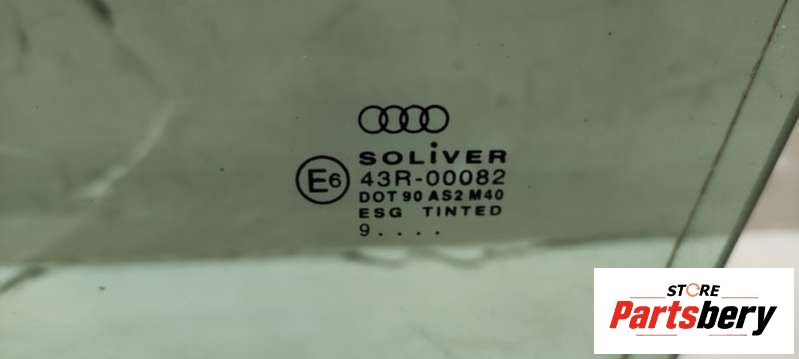 SOLiVER
E6 43R-00082
DOT 90 AS2 M40
ESG TINTED
9....
STORE
Partsbery